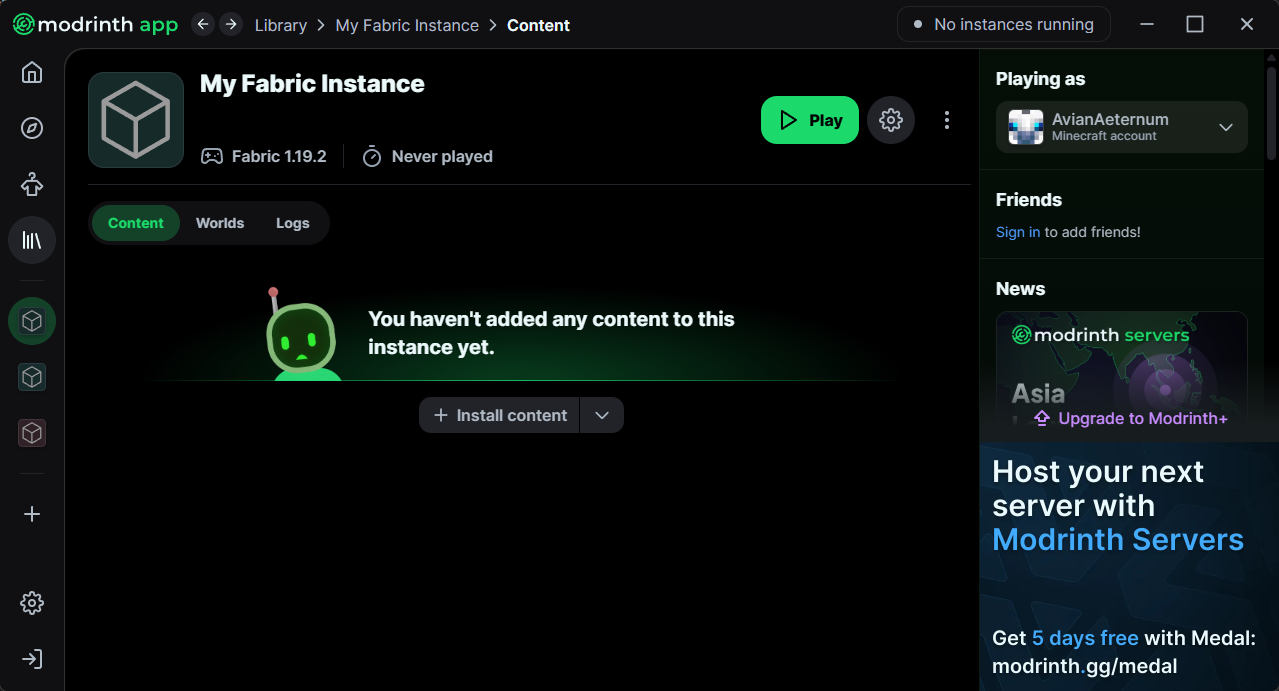 modrinth app
Library > My Fabric Instance > Content
No instances running
My Fabric Instance
Fabric 1.19.2
Never played
Play
Content
Worlds
Logs
You haven't added any content to this
instance yet.
+ Install content
Playing as
AvianAeternum
Minecraft account
Friends
Sign in to add friends!
News
modrinth servers
Asia
Upgrade to Modrinth+
Host your next
server with
Modrinth Servers
Get 5 days free with Medal:
modrinth.gg/medal